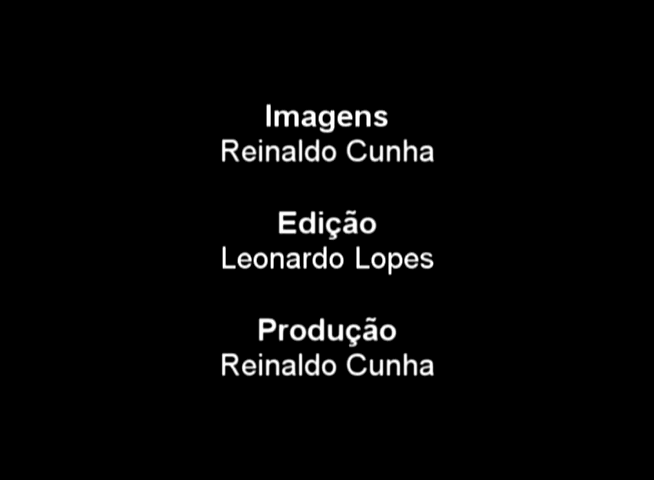 Imagens
Reinaldo Cunha
Edição
Leonardo Lopes
Produção
Reinaldo Cunha